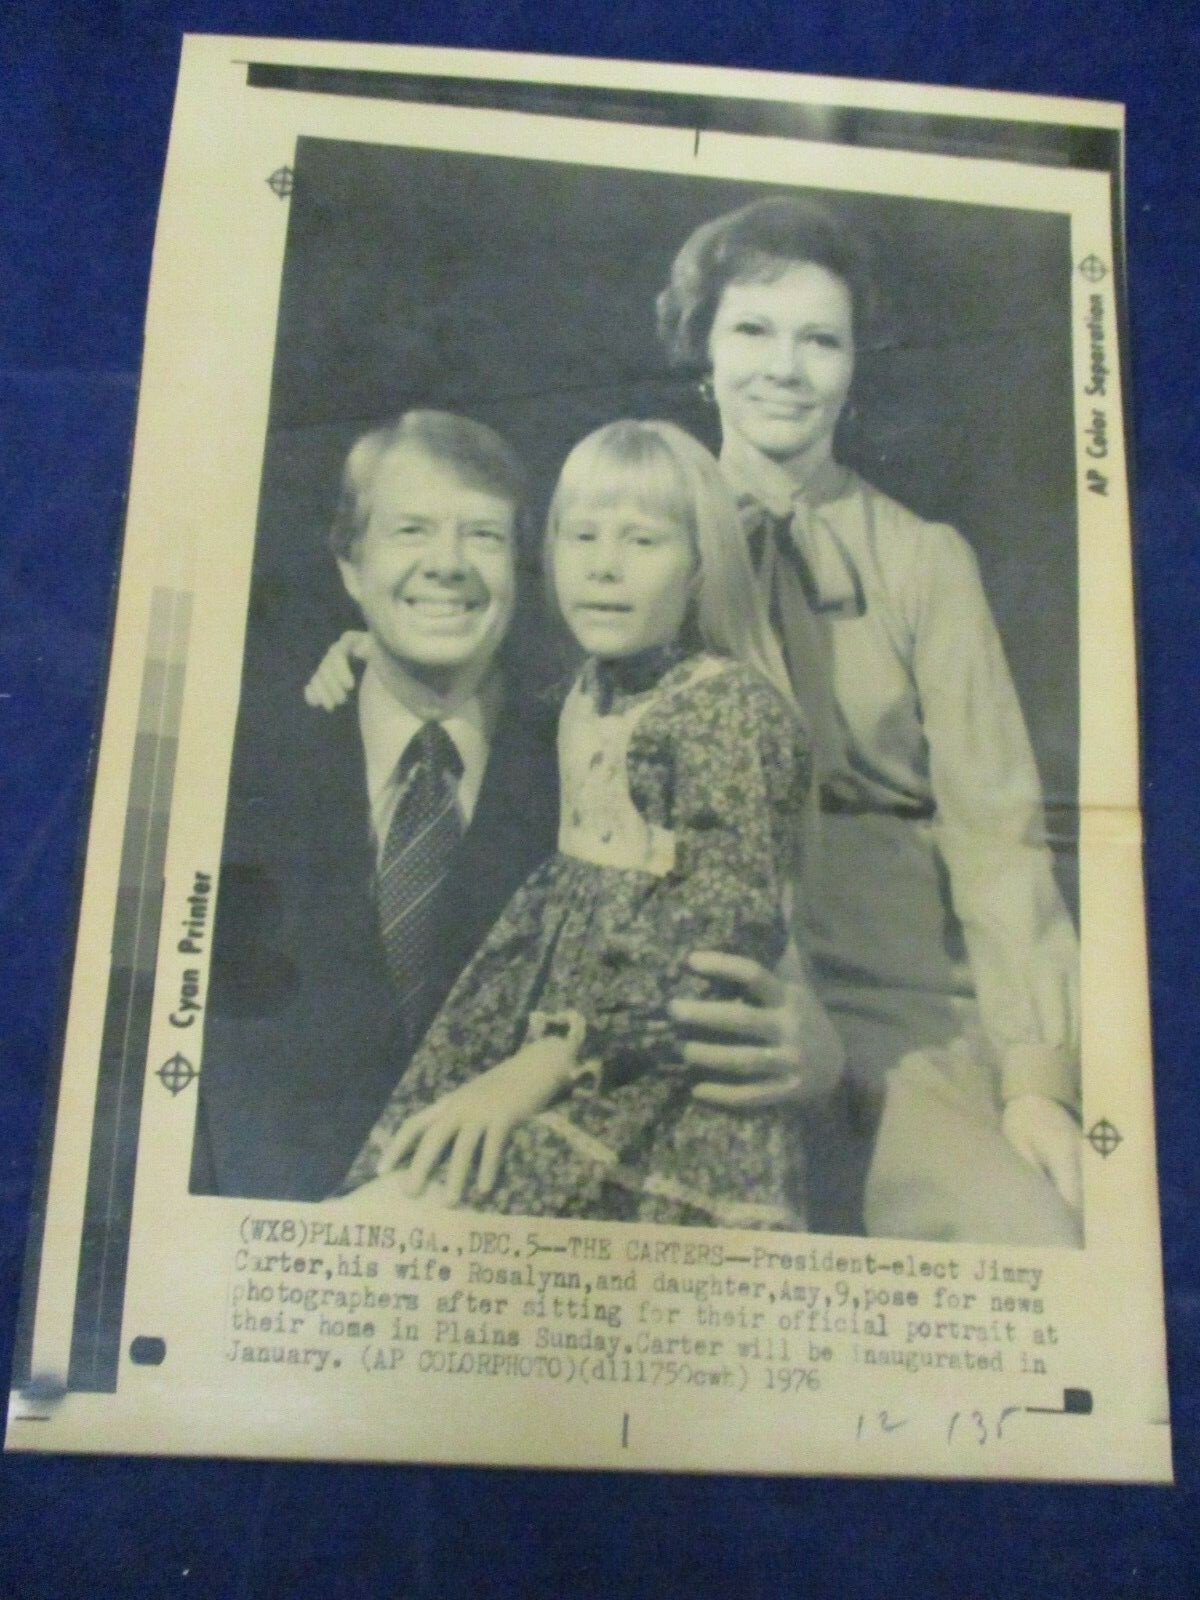 AP Color Separation
Cyan Printer
(WX8)PLAINS,GA.,DEC.5--THE CARTERS--President-elect Jimmy
Carter,his wife Rosalynn,and daughter,Amy,9,pose for news
photographers after sitting for their official portrait at
their home in Plains Sunday.Carter will be inaugurated in
January. (AP COLORPHOTO)(dll1750cwt) 1976
12 135